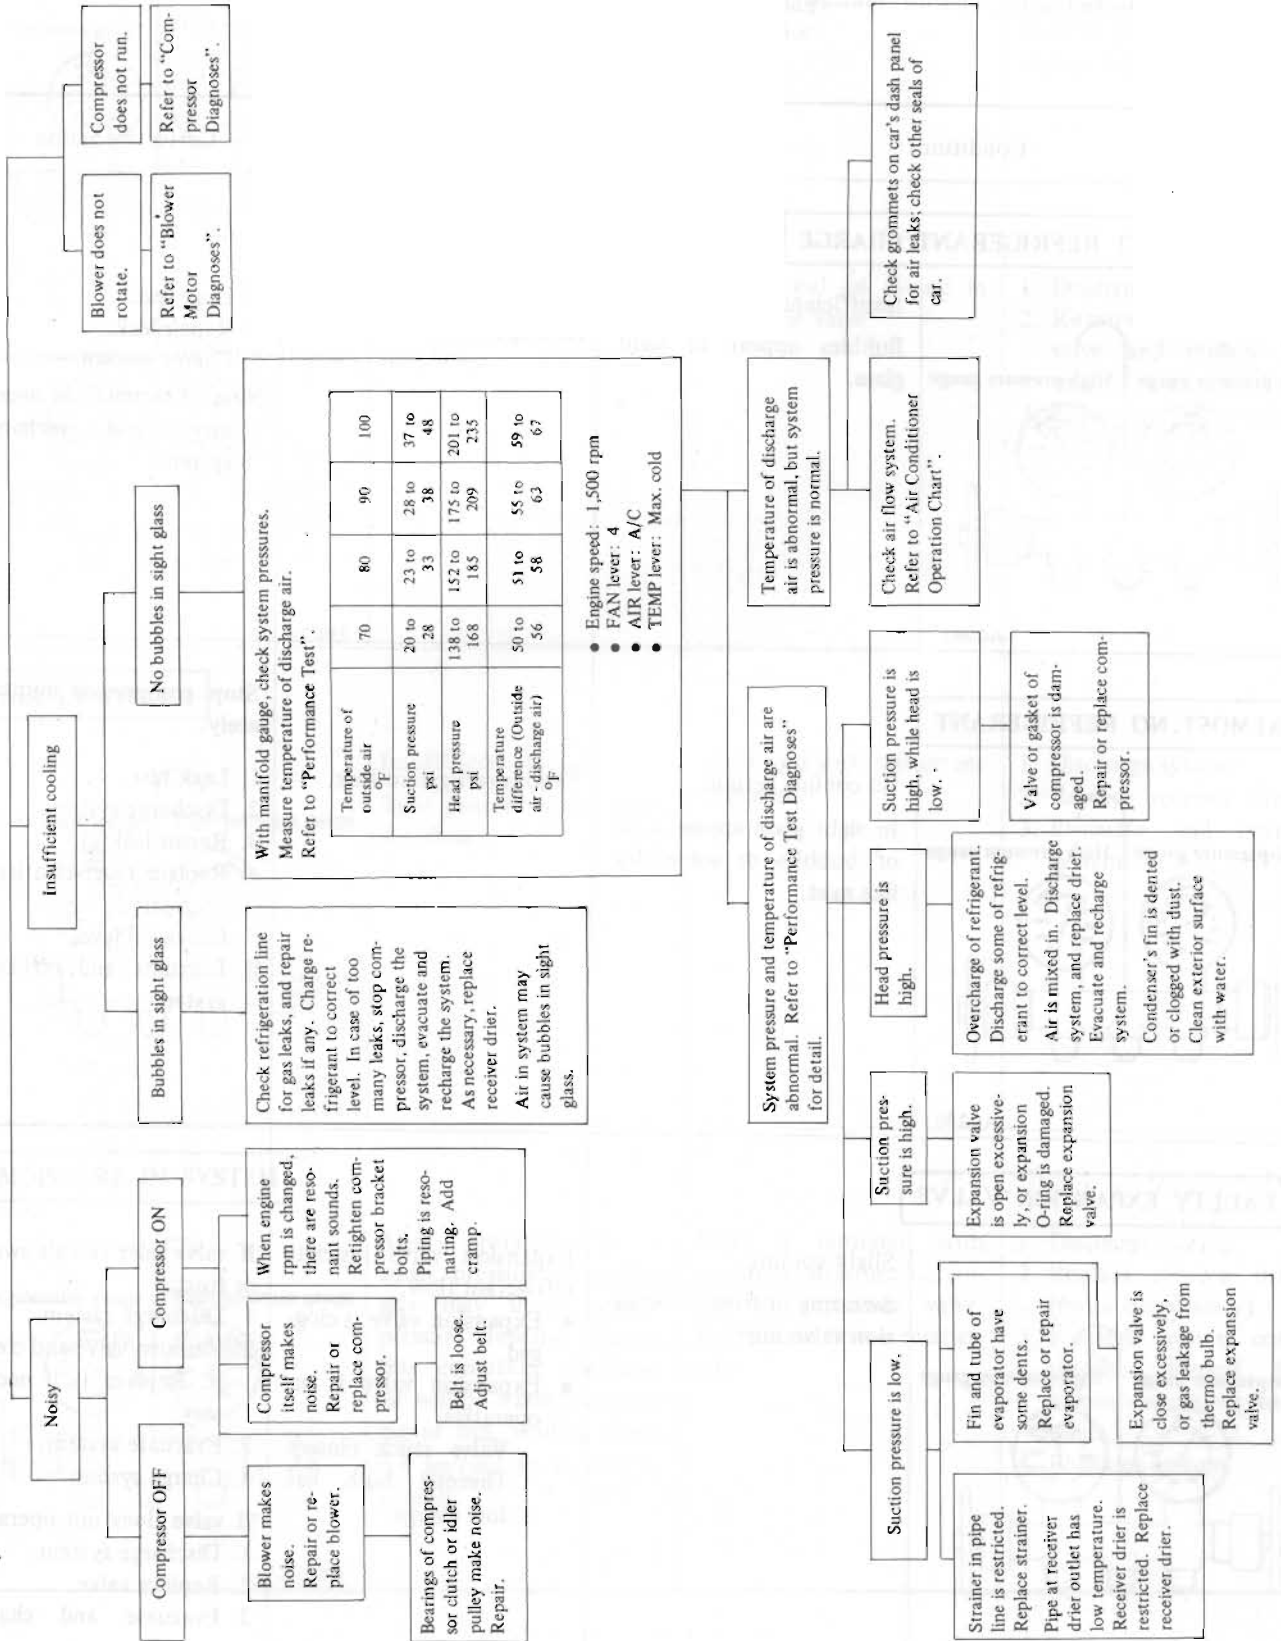 Noisy
Insufficient cooling
Blower does not
rotate.
Compressor
does not run.
Refer to "Blower
Motor
Diagnoses".
Refer to "Com-
pressor
Diagnoses".
Compressor OFF
Compressor ON
Bubbles in sight glass
No bubbles in sight glass
Blower makes
noise.
Repair or re-
place blower.
Bearings of compres-
sor clutch or idler
pulley make noise.
Repair.
Compressor
itself makes
noise.
Repair or
replace com-
pressor.
Belt is loose.
Adjust belt.
When engine
rpm is changed,
there are reso-
nant sounds.
Retighten com-
pressor bracket
bolts.
Piping is reso-
nating. Add
cramp.
Check refrigeration line
for gas leaks, and repair
leaks if any. Charge re-
frigerant to correct
level. In case of too
many leaks, stop com-
pressor, discharge the
system, evacuate and
recharge the system.
As necessary, replace
receiver drier.
Air in system may
cause bubbles in sight
glass.
With manifold gauge, check system pressures.
Measure temperature of discharge air.
Refer to "Performance Test".
Temperature of
outside air
°F
70
80
90
100
Suction pressure
psi
20 to
28
23 to
33
28 to
38
37 to
48
Head pressure
psi
138 to
168
152 to
185
175 to
209
201 to
235
Temperature
difference (Outside
air - discharge air)
°F
50 to
56
51 to
58
55 to
63
59 to
67
• Engine speed: 1,500 rpm
• FAN lever: 4
• AIR lever: A/C
• TEMP lever: Max. cold
System pressure and temperature of discharge air are
abnormal. Refer to "Performance Test Diagnoses"
for detail.
Temperature of discharge
air is abnormal, but system
pressure is normal.
Suction pressure is low.
Suction pres-
sure is high.
Head pressure is
high.
Suction pressure is
high, while head is
low.
Check air flow system.
Refer to "Air Conditioner
Operation Chart".
Check grommets on car's dash panel
for air leaks; check other seals of
car.
Strainer in pipe
line is restricted.
Replace strainer.
Pipe at receiver
drier outlet has
low temperature.
Receiver drier is
restricted. Replace
receiver drier.
Fin and tube of
evaporator have
some dents.
Replace or repair
evaporator.
Expansion valve is
close excessively,
or gas leakage from
thermo bulb.
Replace expansion
valve.
Expansion valve
is open excessive-
ly, or expansion
O-ring is damaged.
Replace expansion
valve.
Overcharge of refrigerant.
Discharge some of refrig-
erant to correct level.
Air is mixed in. Discharge
system, and replace drier.
Evacuate and recharge
system.
Condenser's fin is dented
or clogged with dust.
Clean exterior surface
with water.
Valve or gasket of
compressor is dam-
aged.
Repair or replace com-
pressor.